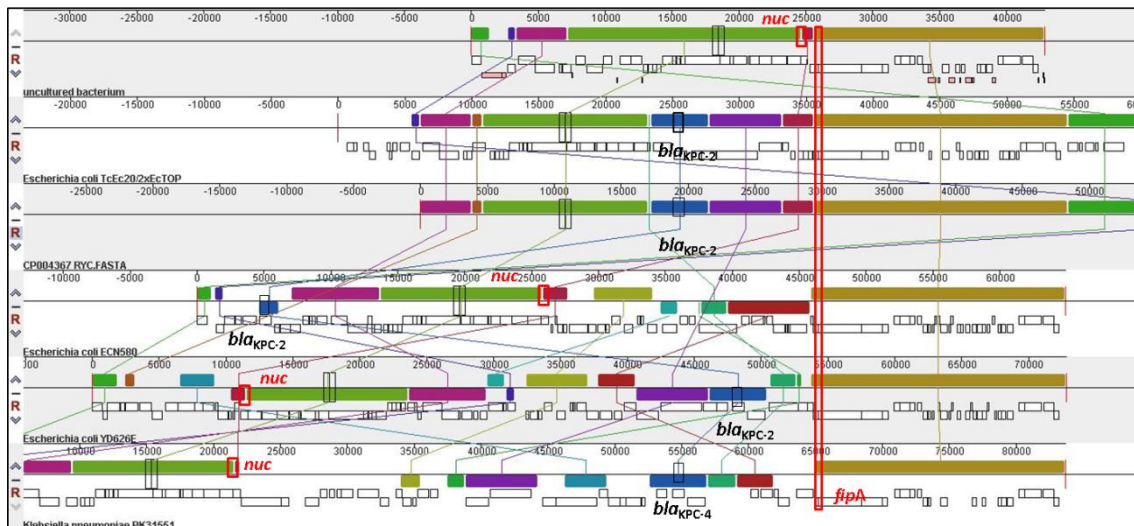 nuc
-35000 -30000 -25000 -20000 -15000 -10000 -5000 0 5000 10000 15000 20000 25000 30000 35000 40000
R
uncultured bacterium
-20000 -15000 -10000 -5000 0 5000 10000 15000 20000 25000 30000 35000 40000 45000 50000 55000
R
blaKPC-2
Escherichia coli TcEc20/2xEcTOP
-25000 -20000 -15000 -10000 -5000 0 5000 10000 15000 20000 25000 30000 35000 40000 45000 50000
R
blaKPC-2
CP004367 RYC.FASTA
-10000 -5000 0 5000 10000 15000 20000 25000 30000 35000 40000 45000 50000 55000 60000
nuc
R
blaKPC-2
Escherichia coli ECN580
0 5000 10000 15000 20000 25000 30000 35000 40000 45000 50000 55000 60000 65000 70000
nuc
R
blaKPC-2
Escherichia coli YD626E
10000 15000 20000 25000 30000 35000 40000 45000 50000 55000 60000 65000 70000 75000 80000
nuc
R
blaKPC-4
fipA
Klebsiella pneumoniae RK31551